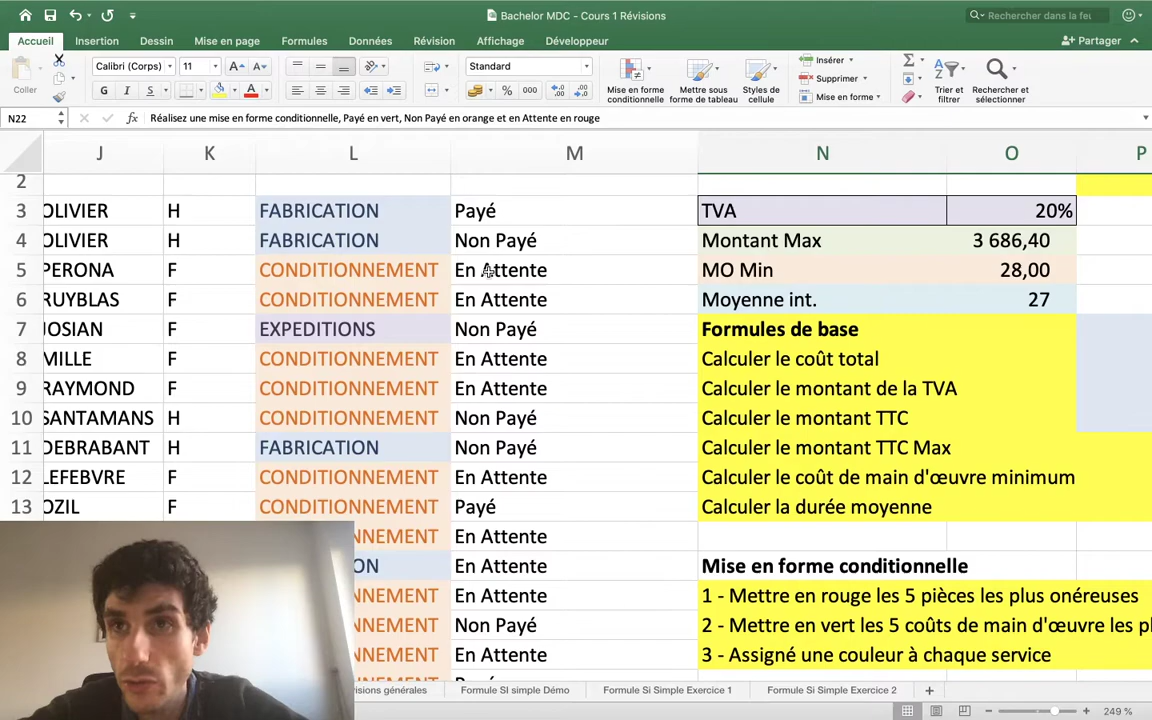 Bachelor MDC - Cours 1 Révisions
Rechercher dans la feu
Accueil Insertion Dessin Mise en page Formules Données Révision Affichage Développeur
Partager
Coller
Calibri (Corps) 11
Standard
Mise en forme conditionnelle
Mettre sous forme de tableau
Styles de cellule
Insérer
Supprimer
Mise en forme
Trier et filtrer
Rechercher et sélectionner
N22 fx Réalisez une mise en forme conditionnelle, Payé en vert, Non Payé en orange et en Attente en rouge
J K L M N O P
2
3 OLIVIER H FABRICATION Payé TVA 20%
4 OLIVIER H FABRICATION Non Payé Montant Max 3 686,40
5 PERONA F CONDITIONNEMENT En Attente MO Min 28,00
6 RUYBLAS F CONDITIONNEMENT En Attente Moyenne int. 27
7 JOSIAN F EXPEDITIONS Non Payé Formules de base
8 MILLE F CONDITIONNEMENT En Attente Calculer le coût total
9 RAYMOND F CONDITIONNEMENT En Attente Calculer le montant de la TVA
10 SANTAMANS H CONDITIONNEMENT Non Payé Calculer le montant TTC
11 DEBRABANT H FABRICATION Non Payé Calculer le montant TTC Max
12 LEFEBVRE F CONDITIONNEMENT En Attente Calculer le coût de main d'œuvre minimum
13 OZIL F CONDITIONNEMENT Payé Calculer la durée moyenne
NNEMENT En Attente
ON En Attente Mise en forme conditionnelle
NNEMENT En Attente 1 - Mettre en rouge les 5 pièces les plus onéreuses
NNEMENT Non Payé 2 - Mettre en vert les 5 coûts de main d'œuvre les pl
NNEMENT En Attente 3 - Assigné une couleur à chaque service
visions générales Formule SI simple Démo Formule Si Simple Exercice 1 Formule Si Simple Exercice 2
249 %